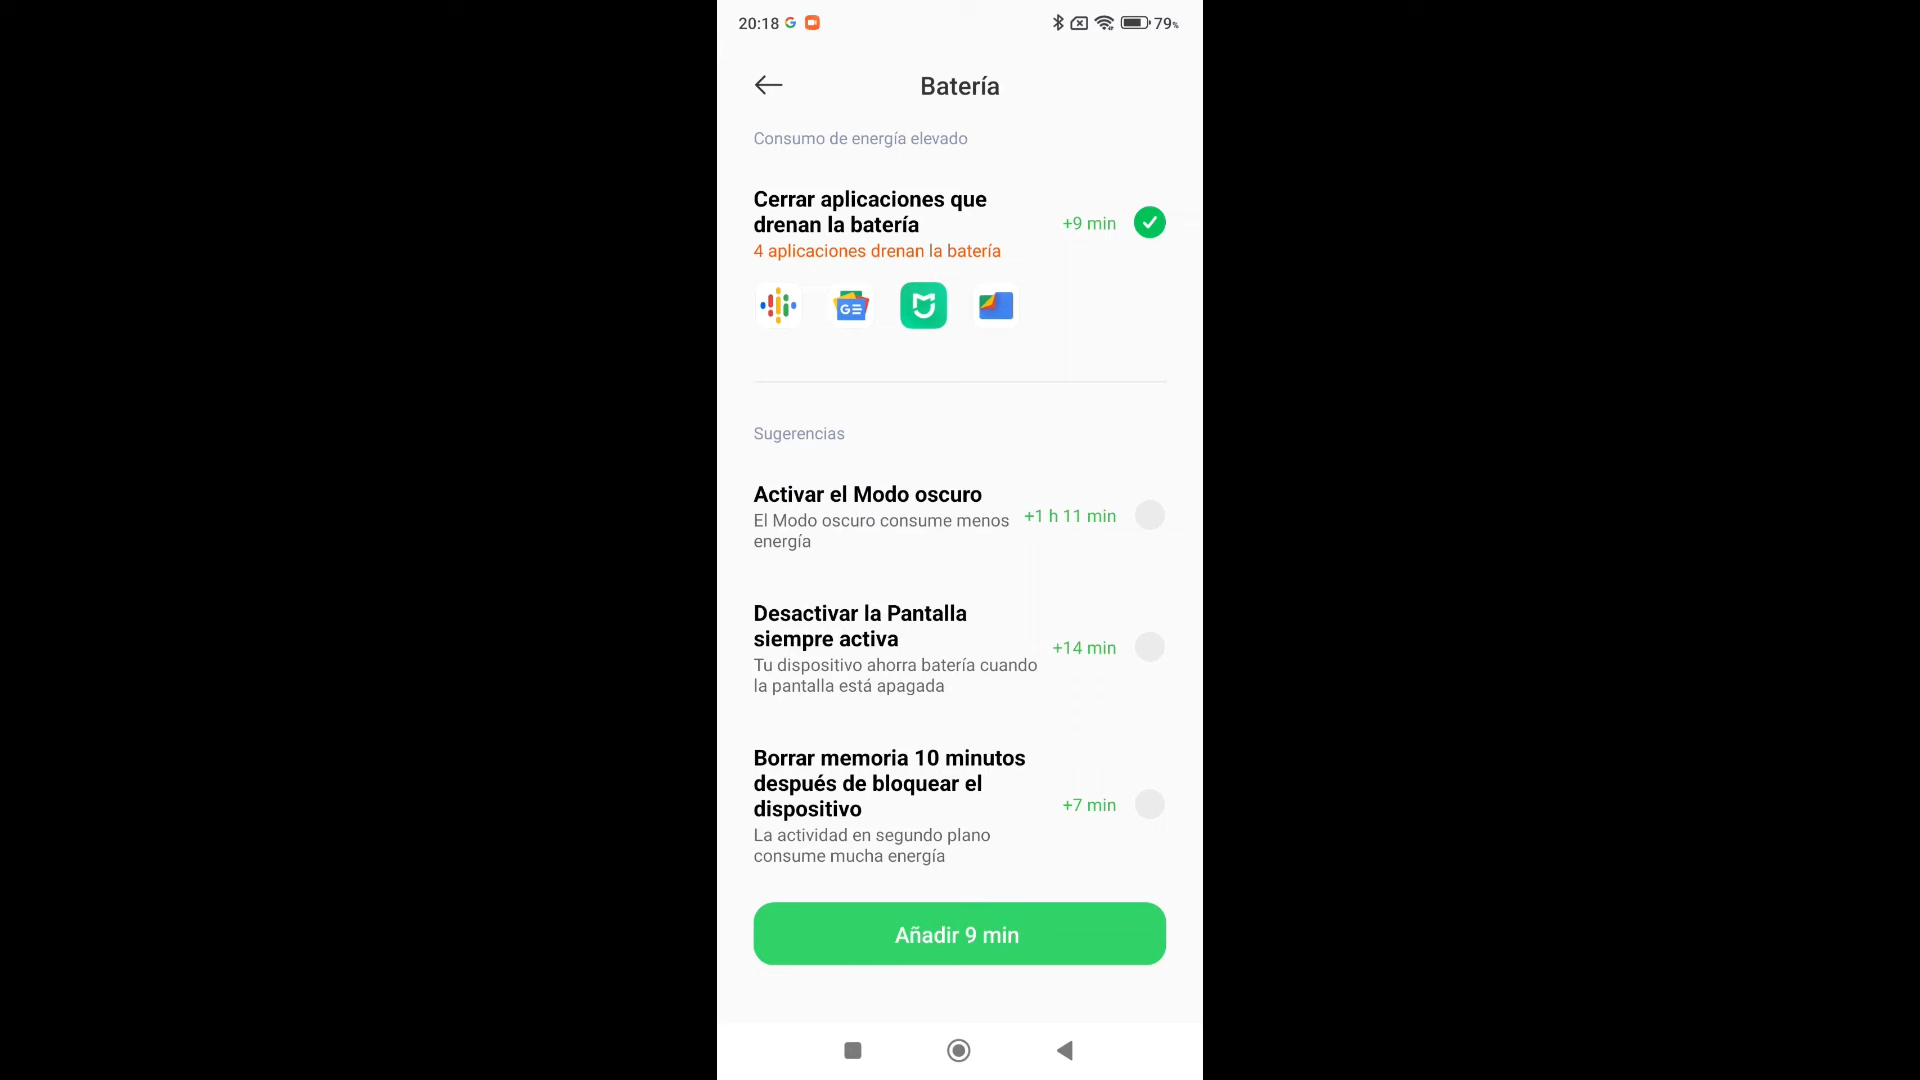 20:18
79%
Batería
Consumo de energía elevado
Cerrar aplicaciones que
drenan la batería
4 aplicaciones drenan la batería
+9 min
GE
Sugerencias
Activar el Modo oscuro
El Modo oscuro consume menos
energía
+1 h 11 min
Desactivar la Pantalla
siempre activa
Tu dispositivo ahorra batería cuando
la pantalla está apagada
+14 min
Borrar memoria 10 minutos
después de bloquear el
dispositivo
La actividad en segundo plano
consume mucha energía
+7 min
Añadir 9 min